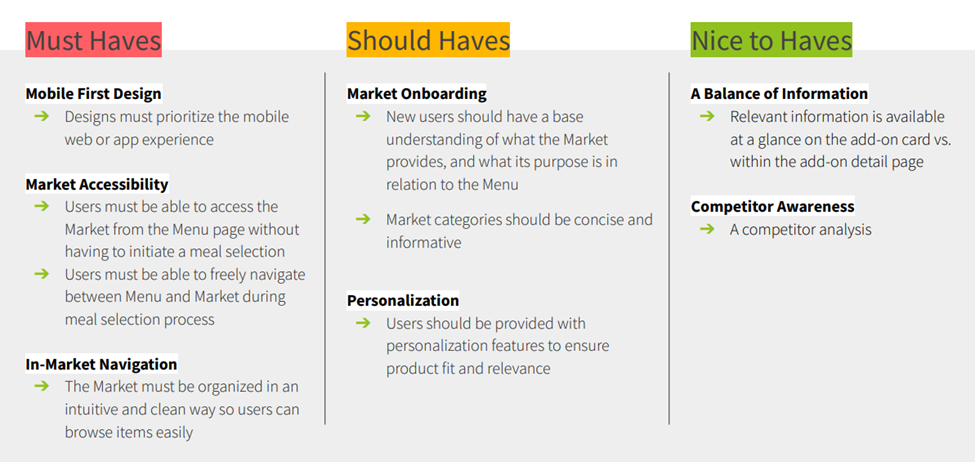 Must Haves
Mobile First Design
➔ Designs must prioritize the mobile
web or app experience
Market Accessibility
➔ Users must be able to access the
Market from the Menu page without
having to initiate a meal selection
➔ Users must be able to freely navigate
between Menu and Market during
meal selection process
In-Market Navigation
➔ The Market must be organized in an
intuitive and clean way so users can
browse items easily
Should Haves
Market Onboarding
➔ New users should have a base
understanding of what the Market
provides, and what its purpose is in
relation to the Menu
➔ Market categories should be concise and
informative
Personalization
➔ Users should be provided with
personalization features to ensure
product fit and relevance
Nice to Haves
A Balance of Information
➔ Relevant information is available
at a glance on the add-on card vs.
within the add-on detail page
Competitor Awareness
➔ A competitor analysis